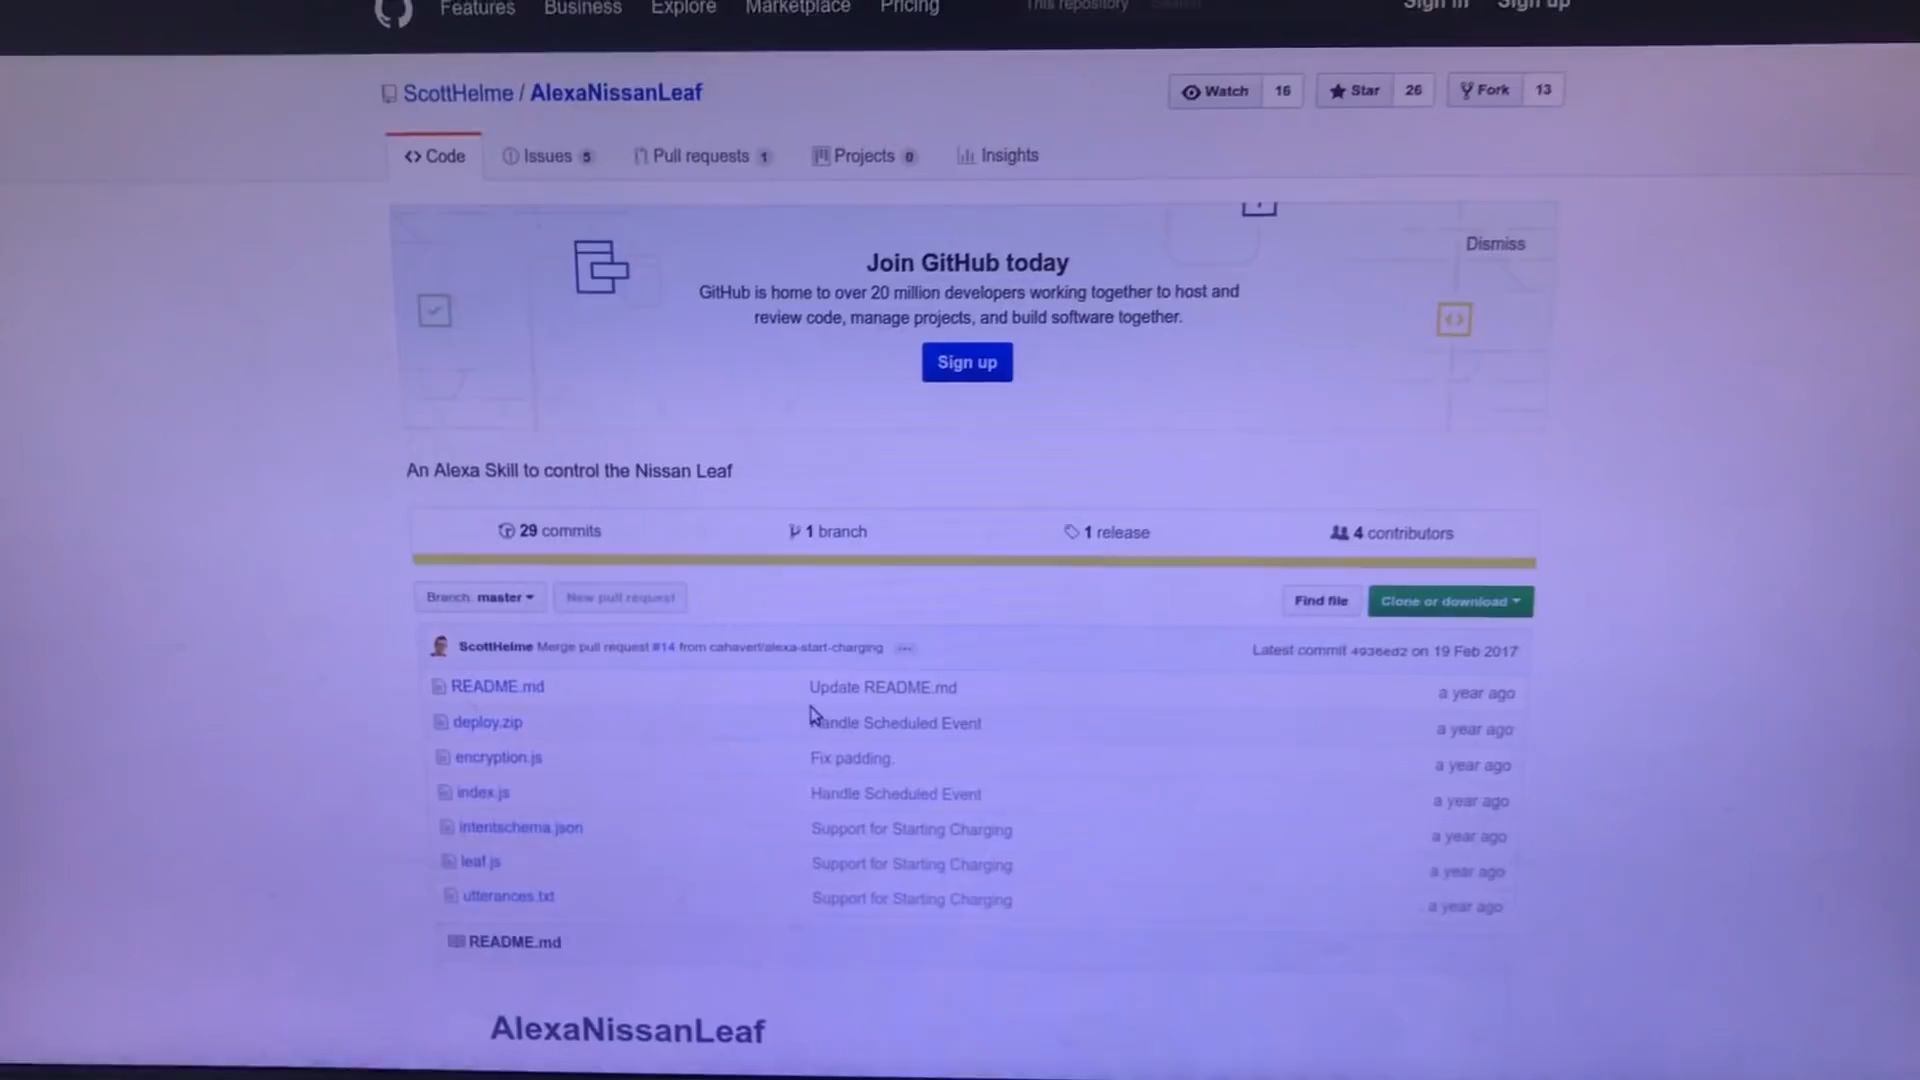 Features Business Explore Marketplace Pricing This repository Search Sign in Sign up
ScottHelme / AlexaNissanLeaf
Watch 16 Star 26 Fork 13
Code Issues 5 Pull requests 1 Projects 0 Insights
Dismiss
Join GitHub today
GitHub is home to over 20 million developers working together to host and
review code, manage projects, and build software together.
Sign up
An Alexa Skill to control the Nissan Leaf
29 commits 1 branch 1 release 4 contributors
Branch: master New pull request Find file Clone or download
ScottHelme Merge pull request #14 from cahavert/alexa-start-charging ... Latest commit 4936ed2 on 19 Feb 2017
README.md Update README.md a year ago
deploy.zip Handle Scheduled Event a year ago
encryption.js Fix padding. a year ago
index.js Handle Scheduled Event a year ago
intentschema.json Support for Starting Charging a year ago
leaf.js Support for Starting Charging a year ago
utterances.txt Support for Starting Charging a year ago
README.md
AlexaNissanLeaf